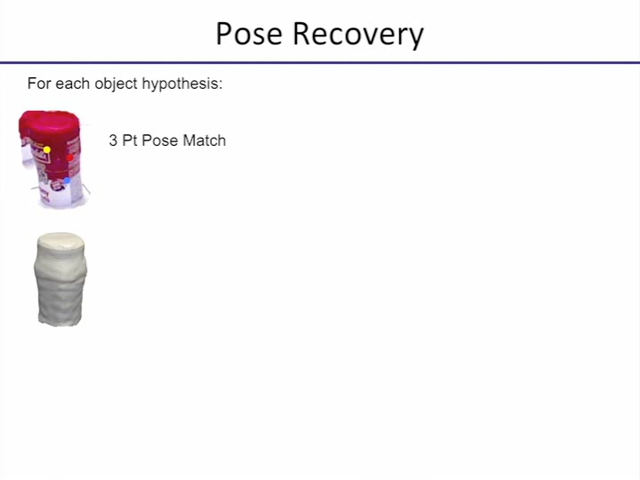 Pose Recovery
For each object hypothesis:
3 Pt Pose Match